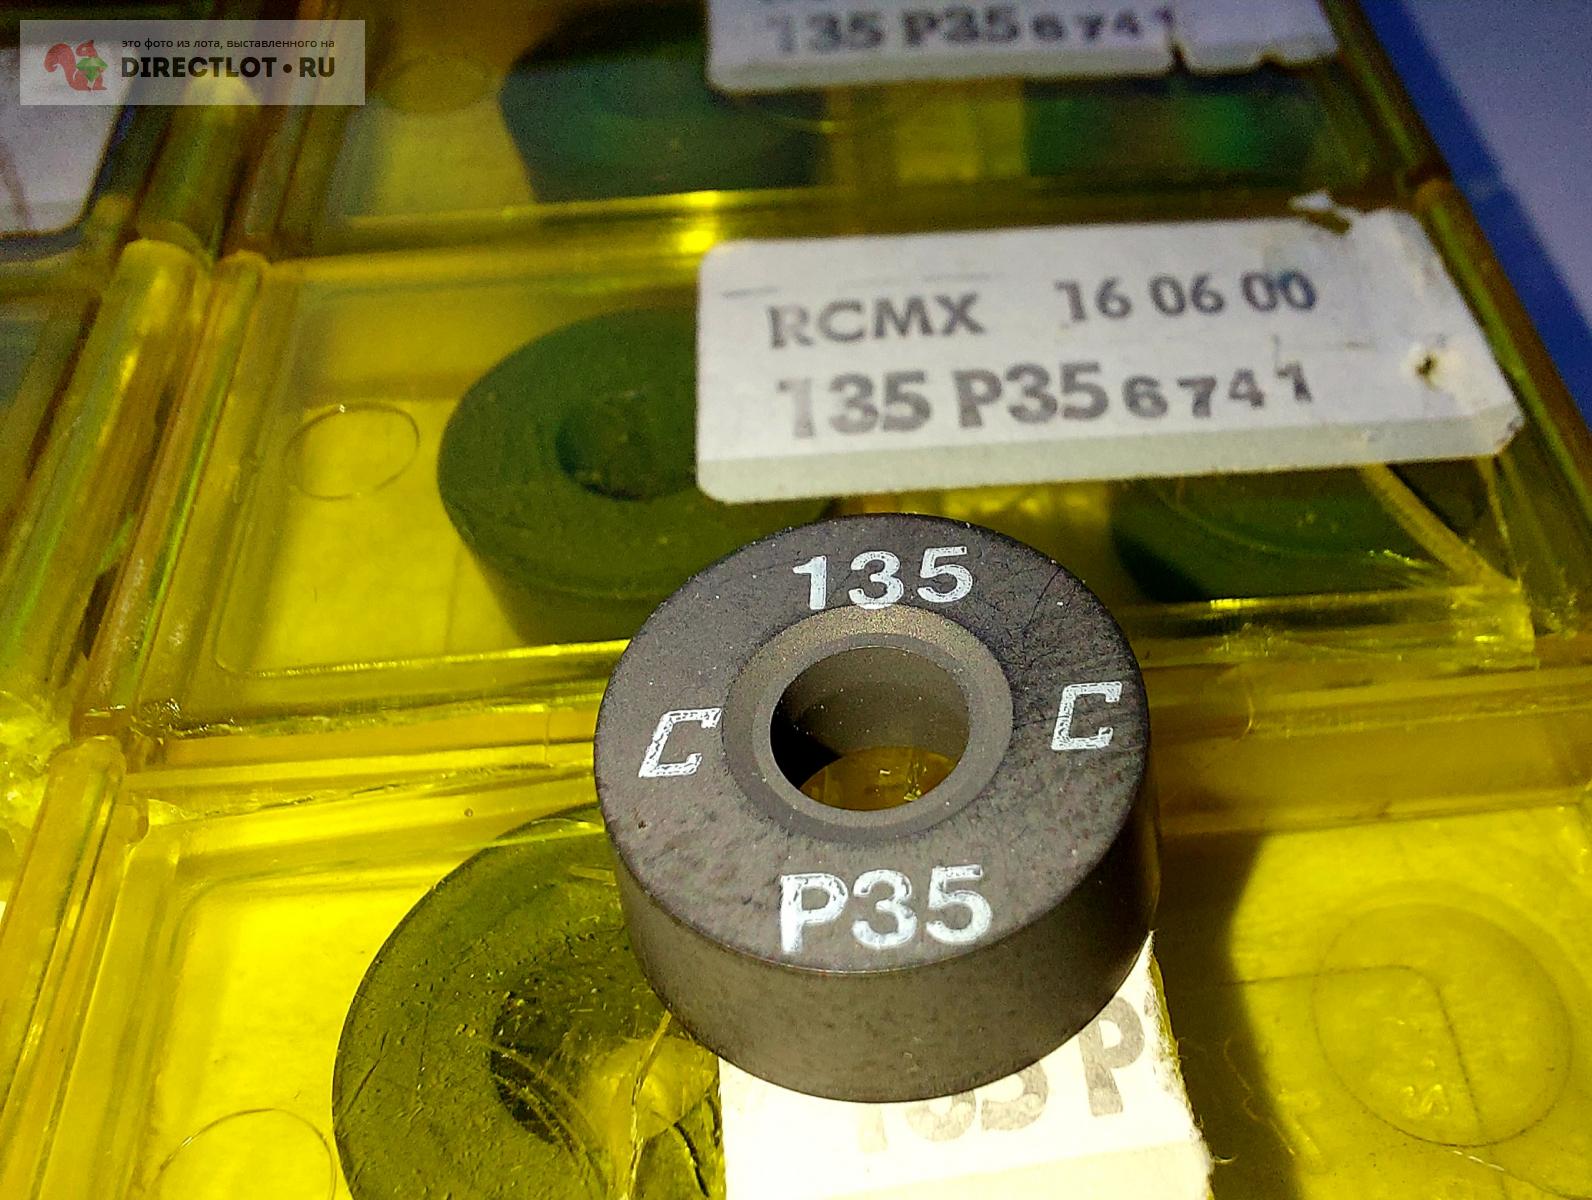 это фото из лота, выставленного на
DIRECTLOT•RU
135 P35 6741
RCMX 16 06 00
135 P35 6741
135
C C
P35
135 P